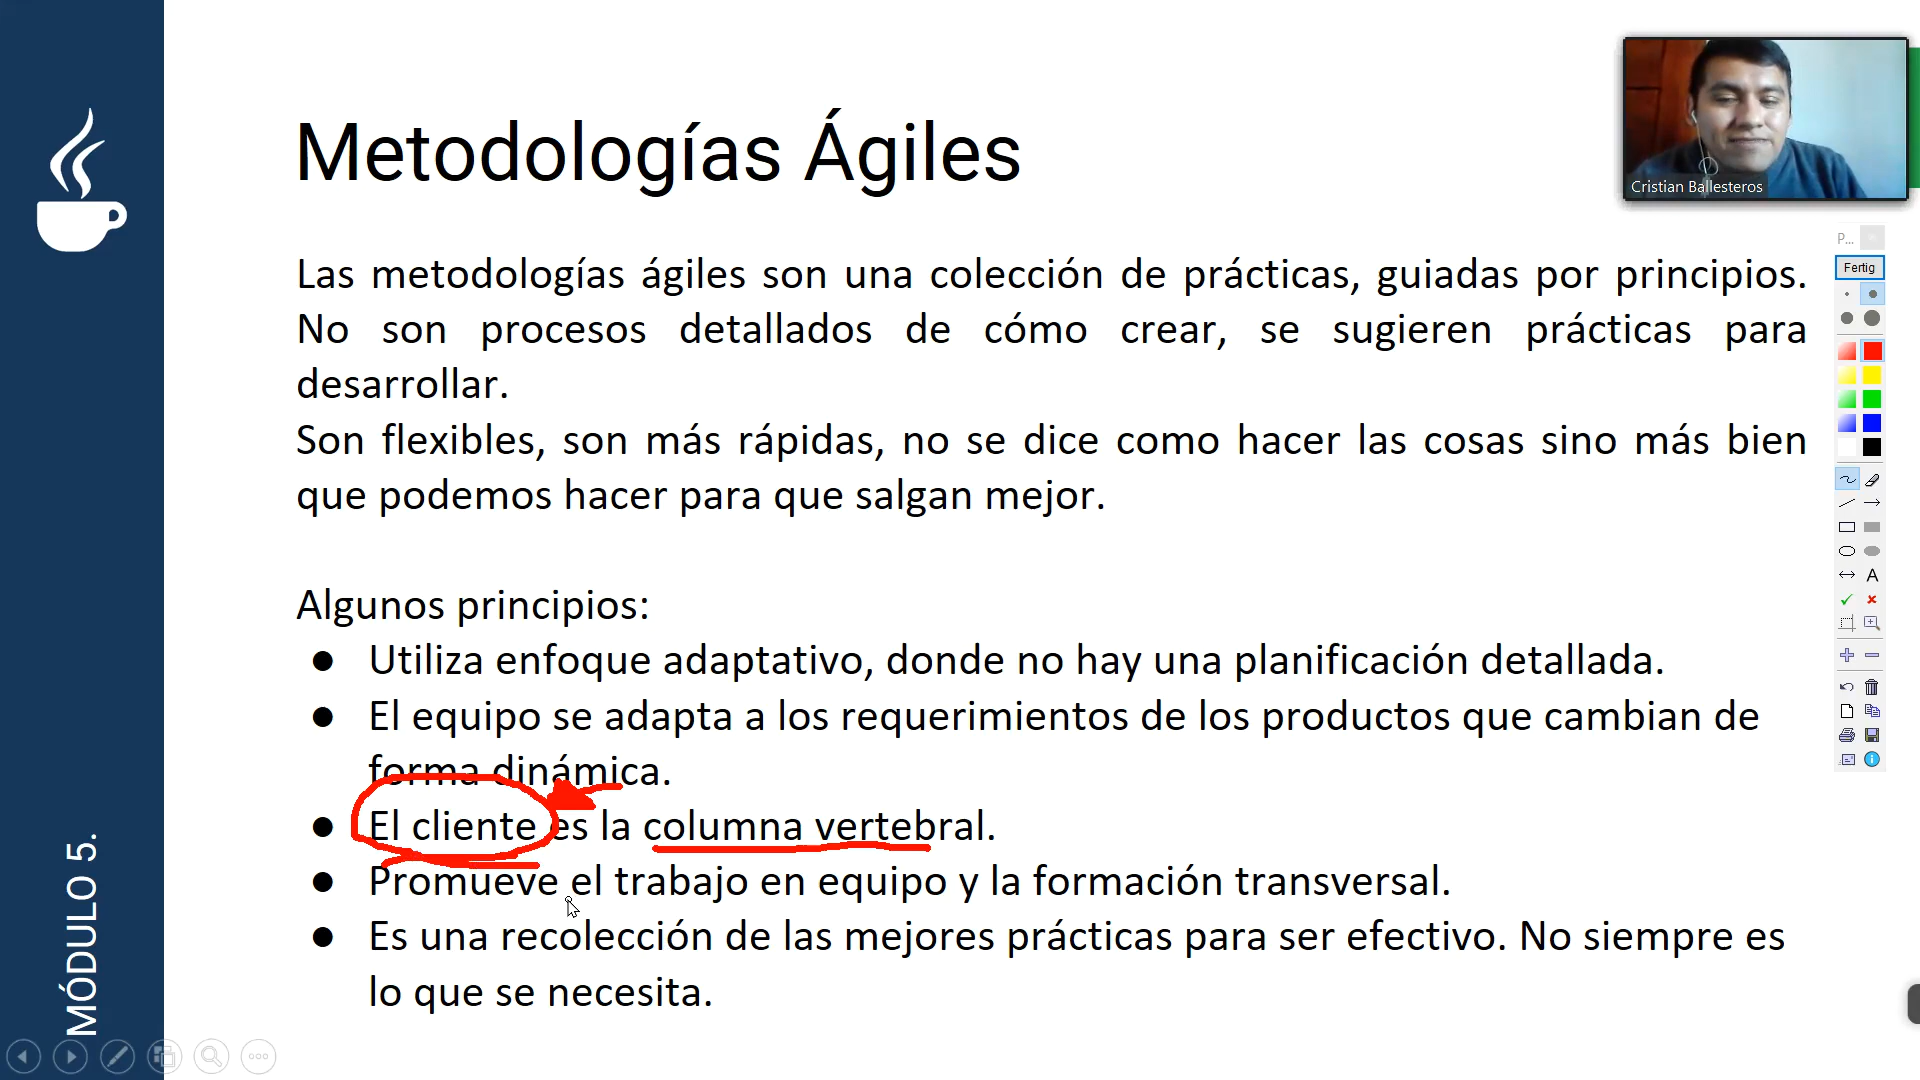 Metodologías Ágiles
Cristian Ballesteros
P...
Fertig
Las metodologías ágiles son una colección de prácticas, guiadas por principios.
No son procesos detallados de cómo crear, se sugieren prácticas para
desarrollar.
Son flexibles, son más rápidas, no se dice como hacer las cosas sino más bien
que podemos hacer para que salgan mejor.
Algunos principios:
● Utiliza enfoque adaptativo, donde no hay una planificación detallada.
● El equipo se adapta a los requerimientos de los productos que cambian de
forma dinámica.
● El cliente es la columna vertebral.
● Promueve el trabajo en equipo y la formación transversal.
● Es una recolección de las mejores prácticas para ser efectivo. No siempre es
lo que se necesita.
MÓDULO 5.
A